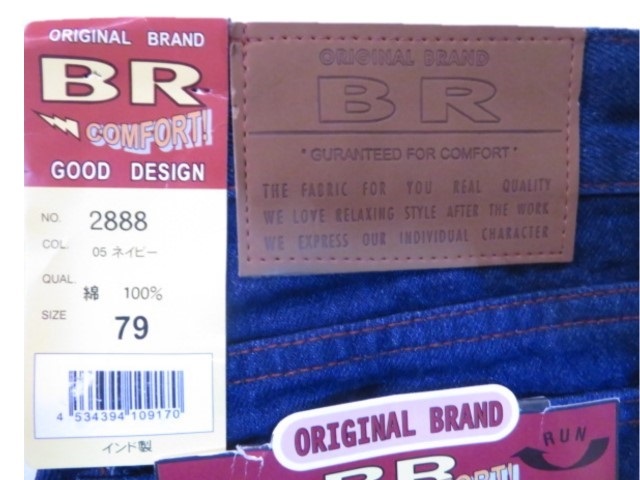 ORIGINAL BRAND
BR
COMFORT!
GOOD DESIGN
NO. 2888
COL. 05 ネイビー
QUAL. 綿 100%
SIZE 79
4 534394 109170
インド製
ORIGINAL BRAND
BR
* GURANTEED FOR COMFORT *
THE FABRIC FOR YOU REAL QUALITY
WE LOVE RELAXING STYLE AFTER THE WORK
WE EXPRESS OUR INDIVIDUAL CHARACTER
ORIGINAL BRAND
RUN
BR
COMFORT!